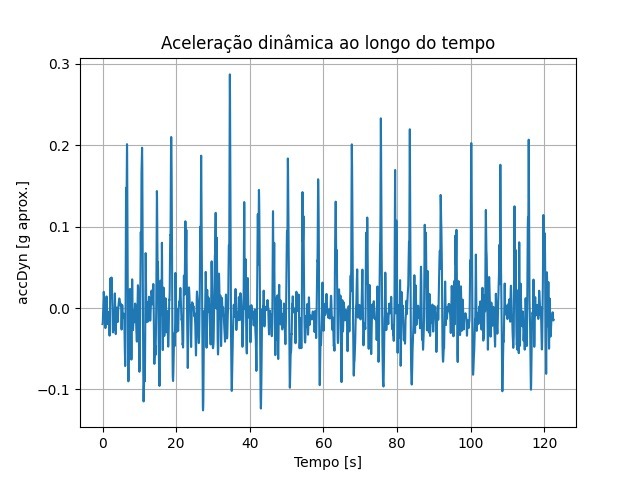 Aceleração dinâmica ao longo do tempo
0.3
0.2
0.1
0.0
−0.1
accDyn [g aprox.]
0 20 40 60 80 100 120
Tempo [s]